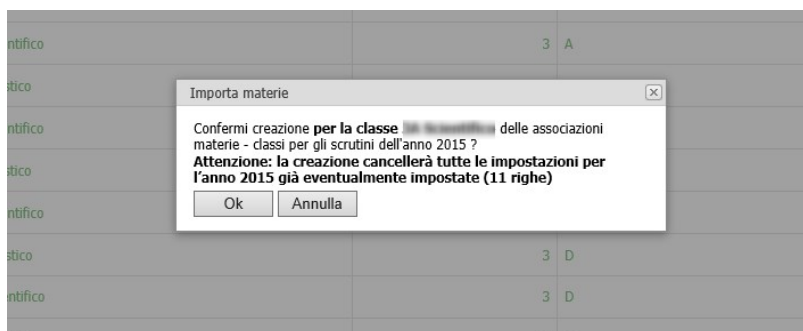 ntifico 3 A
stico
Importa materie
ntifico
Confermi creazione per la classe delle associazioni
materie - classi per gli scrutini dell'anno 2015 ?
stico
Attenzione: la creazione cancellerà tutte le impostazioni per
l'anno 2015 già eventualmente impostate (11 righe)
Ok Annulla
ntifico
stico 3 D
entifico 3 D